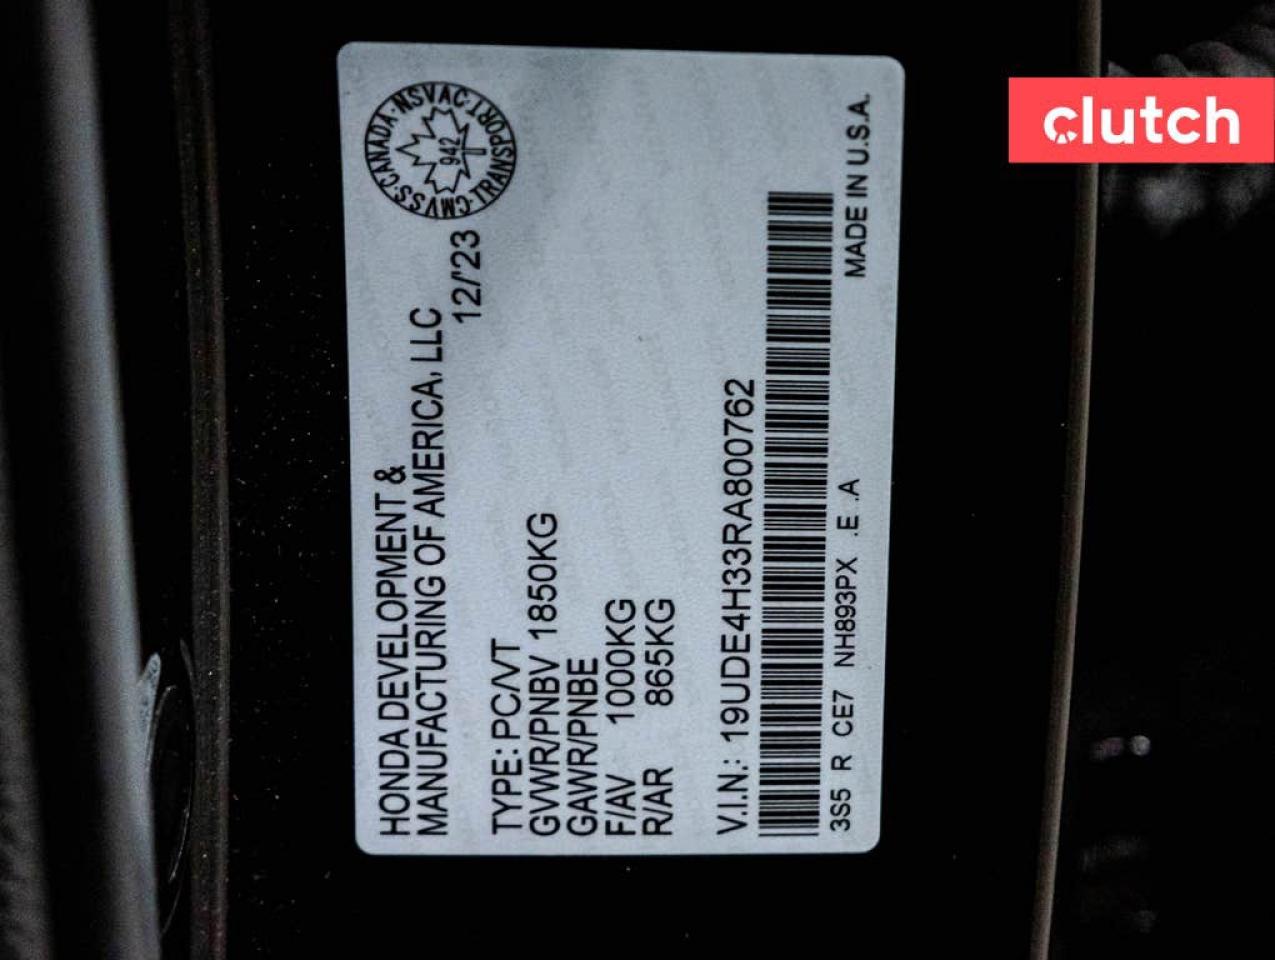 HONDA DEVELOPMENT &
MANUFACTURING OF AMERICA, LLC
12/'23
CANADA·NSVAC·TRANSPORT·CMVSS·
942
TYPE: PC/VT
GVWR/PNBV 1850KG
GAWR/PNBE
F/AV 1000KG
R/AR 865KG
V.I.N.: 19UDE4H33RA800762
3S5 R CE7 NH893PX .E .A
MADE IN U.S.A.
clutch